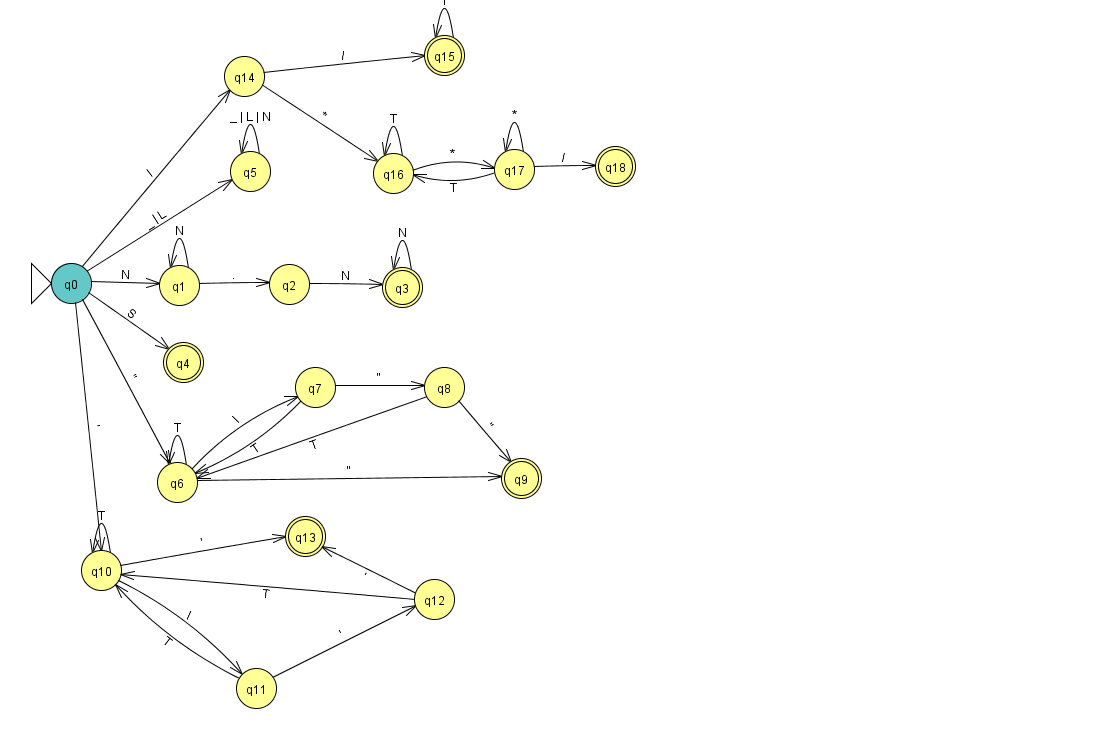 T
q15
q14
/
_|L|N
*
T
*
*
q5
q16
T
q17
/
q18
/
_|L
N
N
q0
N
q1
.
q2
N
q3
S
q4
"
q7
"
q8
T
/
T
T
"
q6
"
q9
'
T
q10
'
q13
T
'
q12
/
T
'
q11